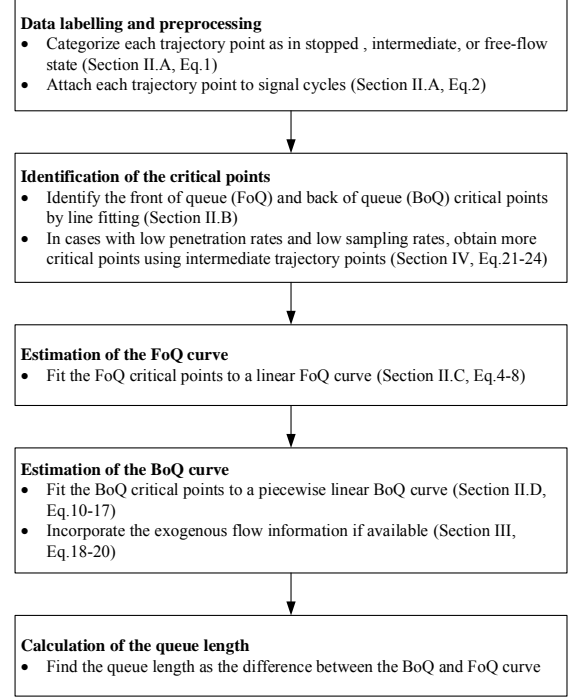 Data labelling and preprocessing
• Categorize each trajectory point as in stopped , intermediate, or free-flow
state (Section II.A, Eq.1)
• Attach each trajectory point to signal cycles (Section II.A, Eq.2)
Identification of the critical points
• Identify the front of queue (FoQ) and back of queue (BoQ) critical points
by line fitting (Section II.B)
• In cases with low penetration rates and low sampling rates, obtain more
critical points using intermediate trajectory points (Section IV, Eq.21-24)
Estimation of the FoQ curve
• Fit the FoQ critical points to a linear FoQ curve (Section II.C, Eq.4-8)
Estimation of the BoQ curve
• Fit the BoQ critical points to a piecewise linear BoQ curve (Section II.D,
Eq.10-17)
• Incorporate the exogenous flow information if available (Section III,
Eq.18-20)
Calculation of the queue length
• Find the queue length as the difference between the BoQ and FoQ curve